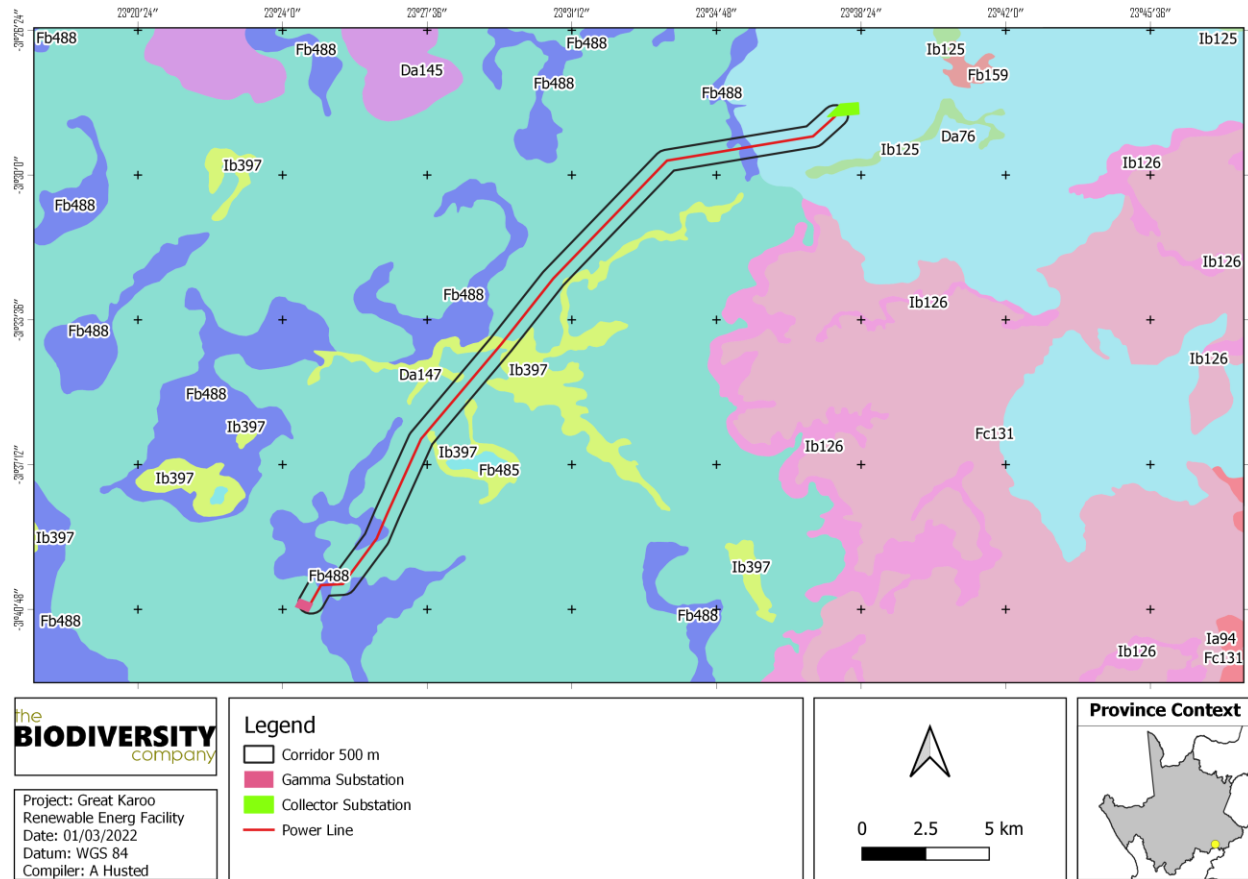 23°20'24" 23°24'0" 23°27'36" 23°31'12" 23°34'48" 23°38'24" 23°42'0" 23°45'36"
Fb488
Fb488
Fb488
Ib125
Ib125
Da145
Fb488
Fb159
Fb488
Da76
Ib125
Ib397
Ib126
Fb488
Ib126
Fb488
Ib126
Fb488
Ib126
Da147
Ib397
Fb488
Ib397
Fc131
Ib126
Ib397
Fb485
Ib397
Ib397
Ib397
Fb488
Fb488
Fb488
Ia94
Ib126
Fc131
the
BIODIVERSITY
company
Project: Great Karoo
Renewable Energ Facility
Date: 01/03/2022
Datum: WGS 84
Compiler: A Husted
Legend
Corridor 500 m
Gamma Substation
Collector Substation
Power Line
0 2.5 5 km
Province Context